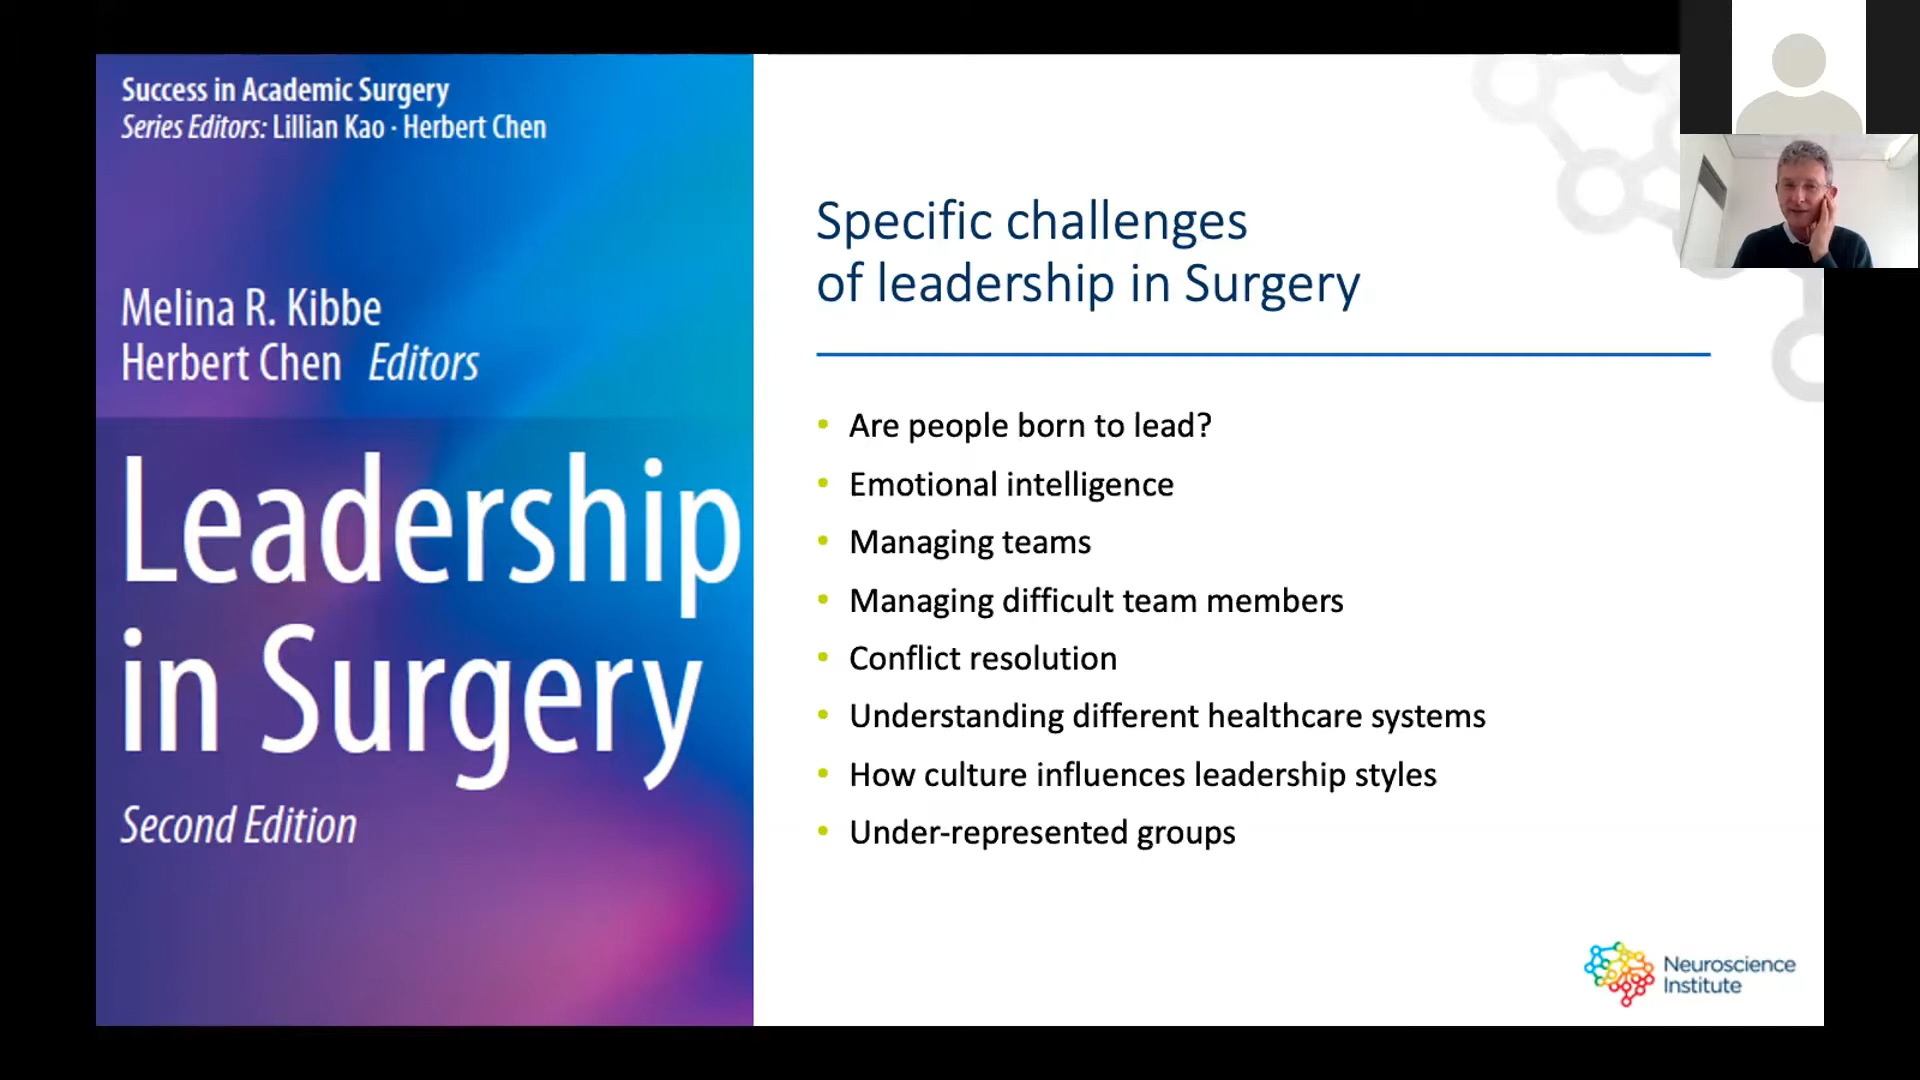 Success in Academic Surgery
Series Editors: Lillian Kao · Herbert Chen
Melina R. Kibbe
Herbert Chen Editors
Leadership
in Surgery
Second Edition
Specific challenges
of leadership in Surgery
• Are people born to lead?
• Emotional intelligence
• Managing teams
• Managing difficult team members
• Conflict resolution
• Understanding different healthcare systems
• How culture influences leadership styles
• Under-represented groups
Neuroscience
Institute